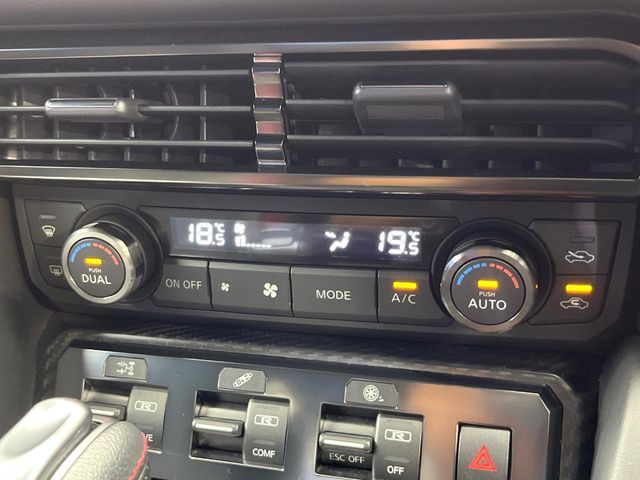 18.5°C 19.5°C
PUSH
DUAL
ON OFF
MODE
A/C
PUSH
AUTO
R
R
COMF
ESC OFF
R
OFF